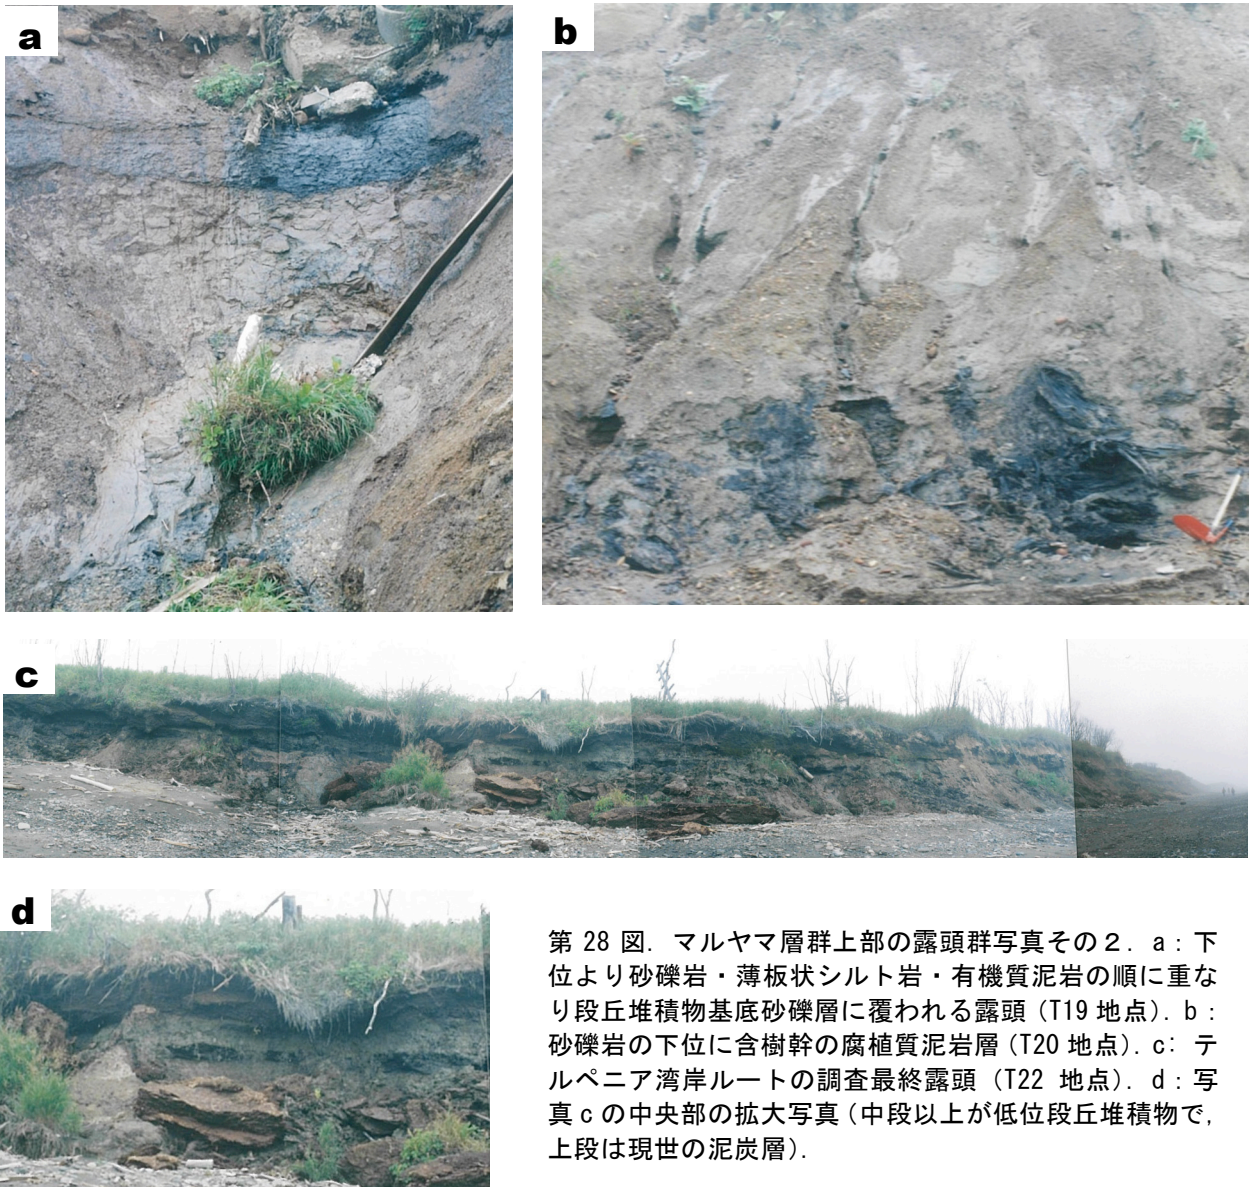 a
b
c
d
第 28 図. マルヤマ層群上部の露頭群写真その２. a：下
位より砂礫岩・薄板状シルト岩・有機質泥岩の順に重な
り段丘堆積物基底砂礫層に覆われる露頭（T19 地点）. b：
砂礫岩の下位に含樹幹の腐植質泥岩層（T20 地点）. c： テ
ルペニア湾岸ルートの調査最終露頭（T22 地点）. d：写
真 c の中央部の拡大写真（中段以上が低位段丘堆積物で,
上段は現世の泥炭層）.